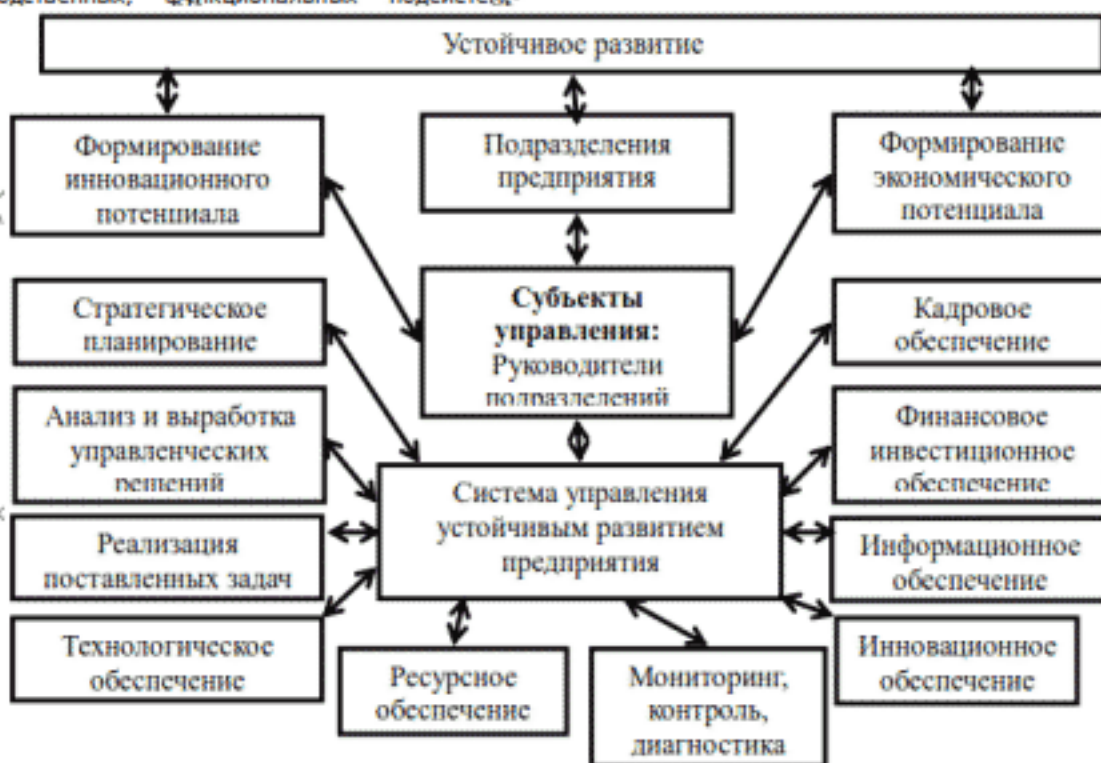 Устойчивое развитие
Формирование
инновационного
потенциала
Подразделения
предприятия
Формирование
экономического
потенциала
Стратегическое
планирование
Субъекты
управления:
Руководители
подразделений
Кадровое
обеспечение
Анализ и выработка
управленческих
решений
Финансовое
инвестиционное
обеспечение
Система управления
устойчивым развитием
предприятия
Реализация
поставленных задач
Информационное
обеспечение
Технологическое
обеспечение
Ресурсное
обеспечение
Мониторинг,
контроль,
диагностика
Инновационное
обеспечение